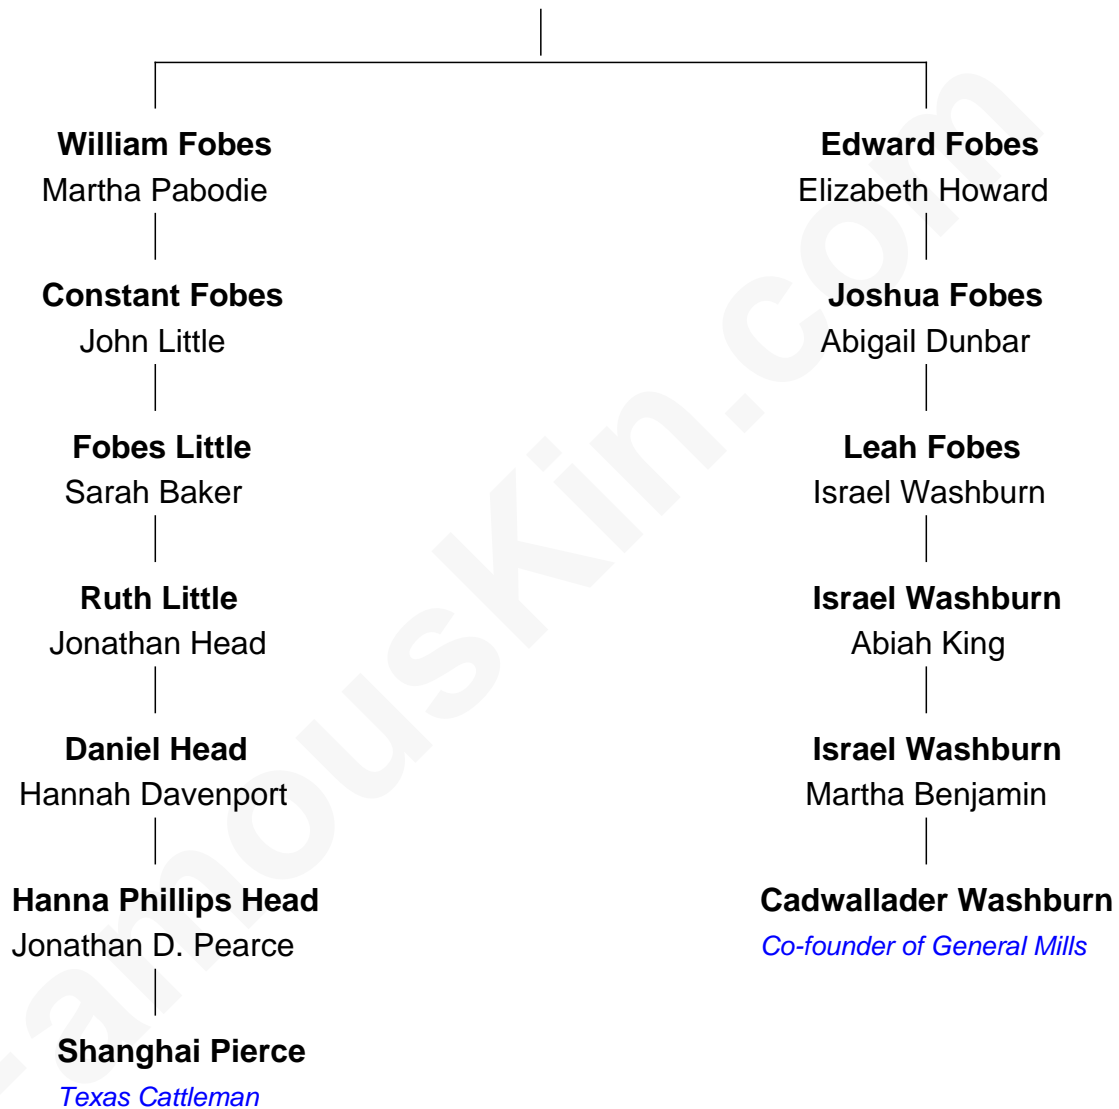 William Fobes
Martha Pabodie
Constant Fobes
John Little
Fobes Little
Sarah Baker
Ruth Little
Jonathan Head
Daniel Head
Hannah Davenport
Hanna Phillips Head
Jonathan D. Pearce
Shanghai Pierce
Texas Cattleman
Edward Fobes
Elizabeth Howard
Joshua Fobes
Abigail Dunbar
Leah Fobes
Israel Washburn
Israel Washburn
Abiah King
Israel Washburn
Martha Benjamin
Cadwallader Washburn
Co-founder of General Mills
FamousKin.com